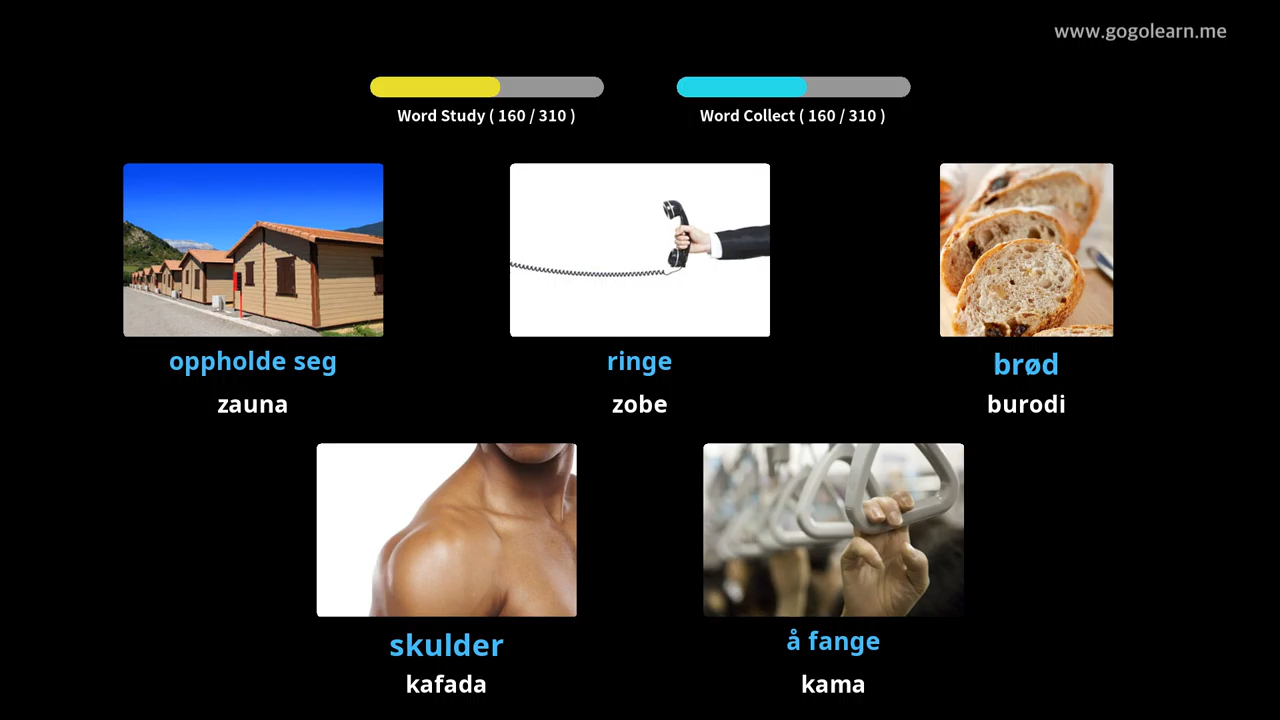 www.gogolearn.me
Word Study ( 160 / 310 )
Word Collect ( 160 / 310 )
oppholde seg
zauna
ringe
zobe
brød
burodi
skulder
kafada
å fange
kama